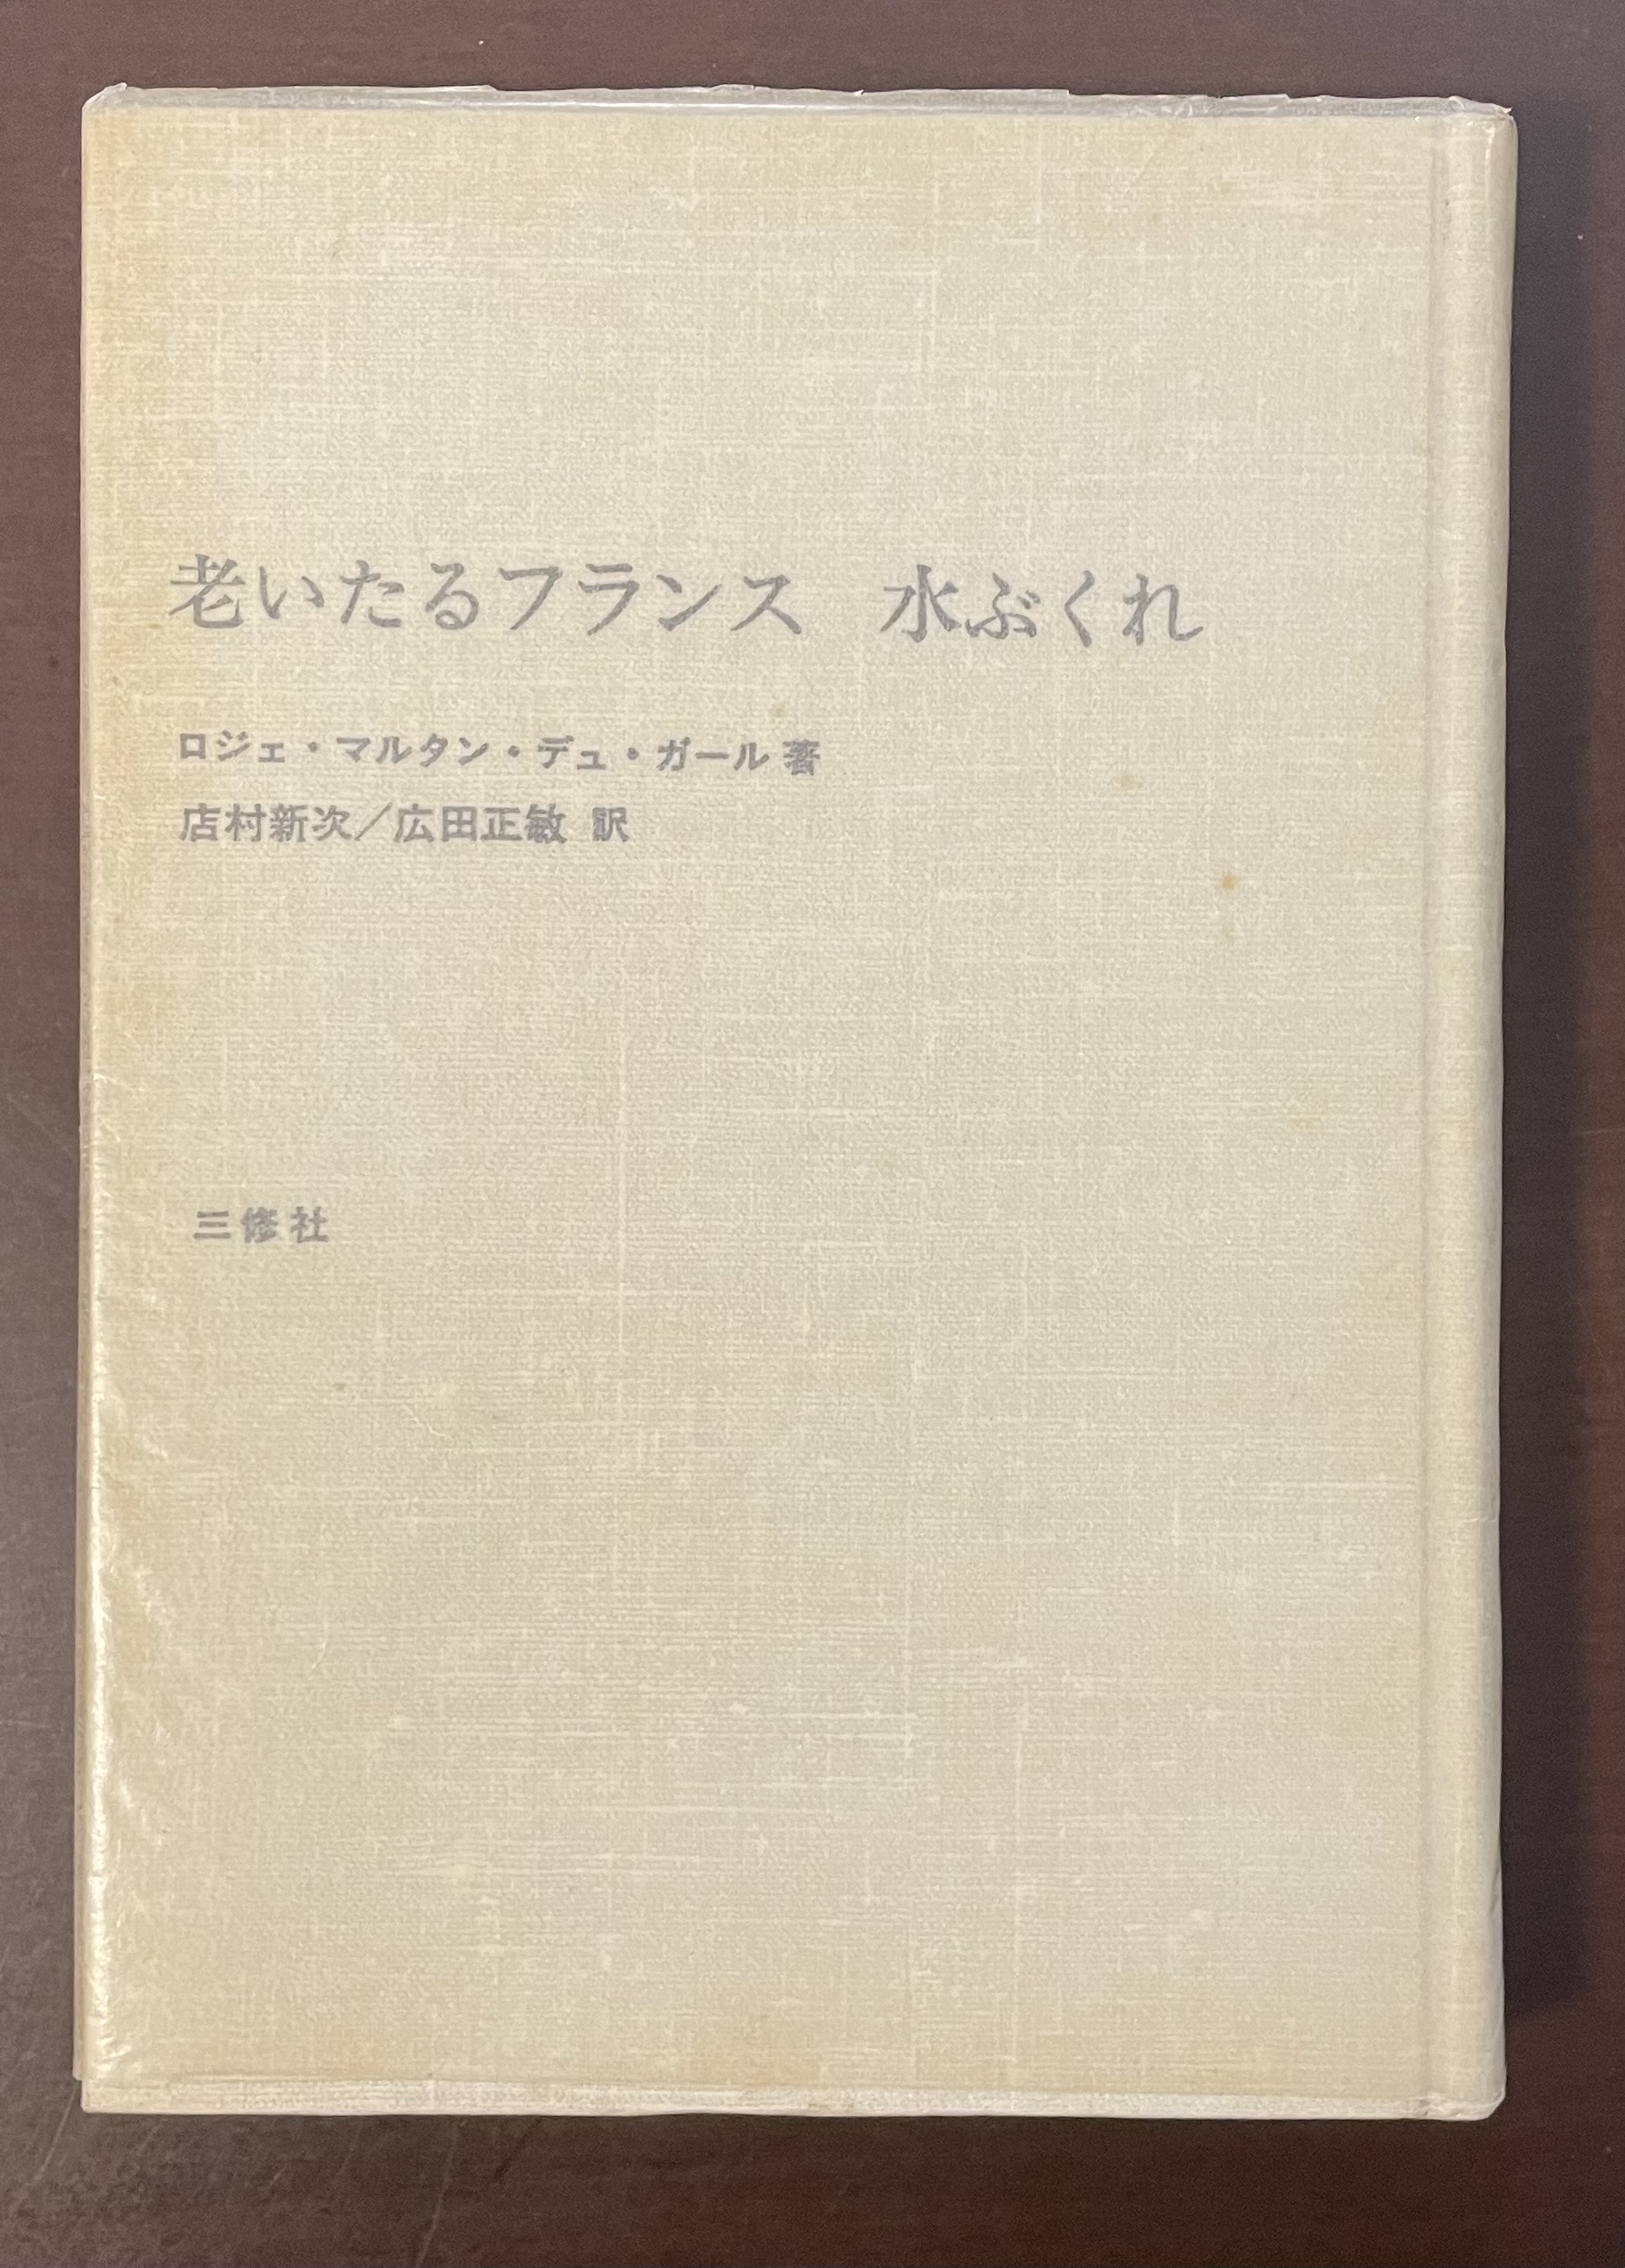 老いたるフランス　水ぶくれ
ロジェ・マルタン・デュ・ガール 著
店村新次／広田正敏 訳
三修社